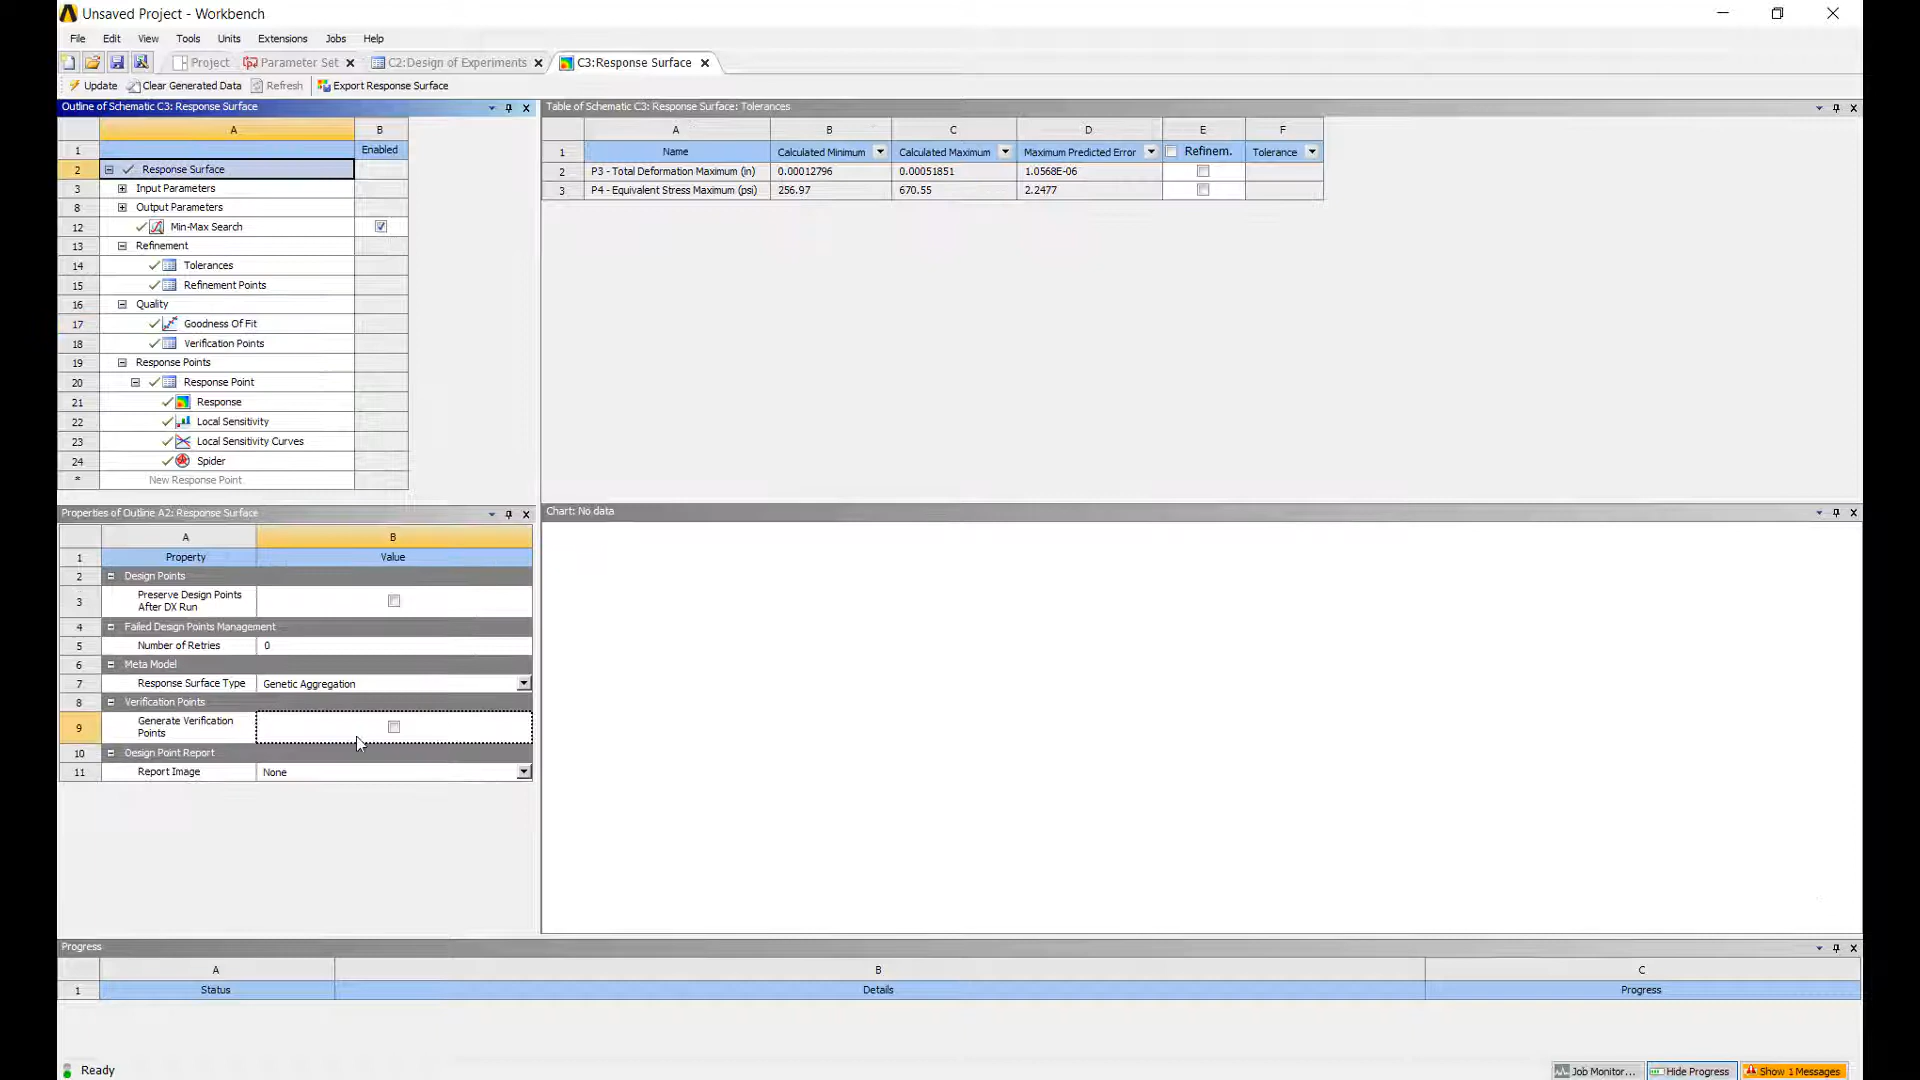 Unsaved Project - Workbench
File Edit View Tools Units Extensions Jobs Help
Project Parameter Set C2:Design of Experiments C3:Response Surface
Update Clear Generated Data Refresh Export Response Surface
Outline of Schematic C3: Response Surface
A B
1 Enabled
2 Response Surface
3 Input Parameters
8 Output Parameters
12 Min-Max Search
13 Refinement
14 Tolerances
15 Refinement Points
16 Quality
17 Goodness Of Fit
18 Verification Points
19 Response Points
20 Response Point
21 Response
22 Local Sensitivity
23 Local Sensitivity Curves
24 Spider
* New Response Point
Table of Schematic C3: Response Surface: Tolerances
A B C D E F
1 Name Calculated Minimum Calculated Maximum Maximum Predicted Error Refinem. Tolerance
2 P3 - Total Deformation Maximum (in) 0.00012796 0.00051851 1.0568E-06
3 P4 - Equivalent Stress Maximum (psi) 256.97 670.55 2.2477
Properties of Outline A2: Response Surface
A B
1 Property Value
2 Design Points
3 Preserve Design Points
After DX Run
4 Failed Design Points Management
5 Number of Retries 0
6 Meta Model
7 Response Surface Type Genetic Aggregation
8 Verification Points
9 Generate Verification
Points
10 Design Point Report
11 Report Image None
Chart: No data
Progress
A B C
1 Status Details Progress
Ready Job Monitor... Hide Progress Show 1 Messages